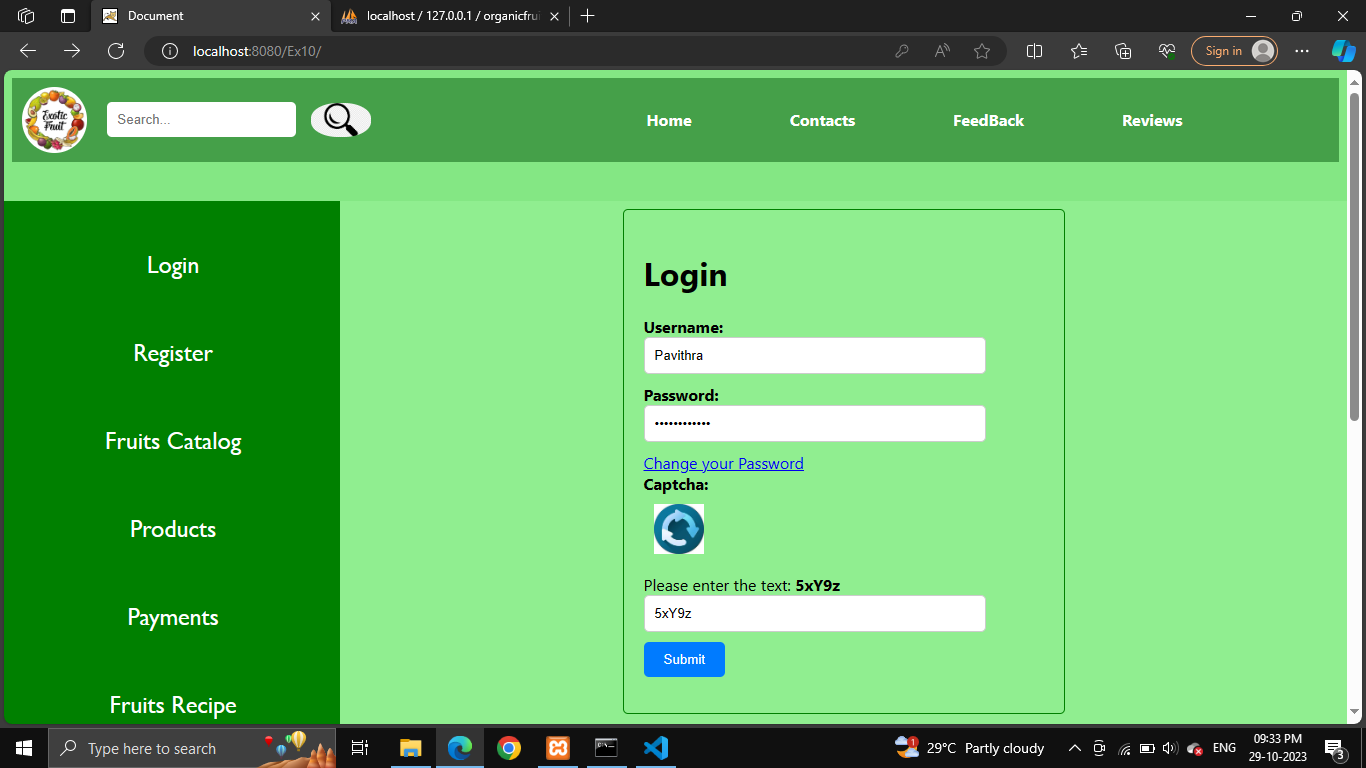 Document
localhost / 127.0.0.1 / organicfrui
localhost:8080/Ex10/
Sign in
Exotic
Fruit
Search...
Home
Contacts
FeedBack
Reviews
Login
Register
Fruits Catalog
Products
Payments
Fruits Recipe
Login
Username:
Pavithra
Password:
••••••••••••
Change your Password
Captcha:
Please enter the text: 5xY9z
5xY9z
Submit
Type here to search
1
29°C Partly cloudy
ENG
09:33 PM
29-10-2023
3